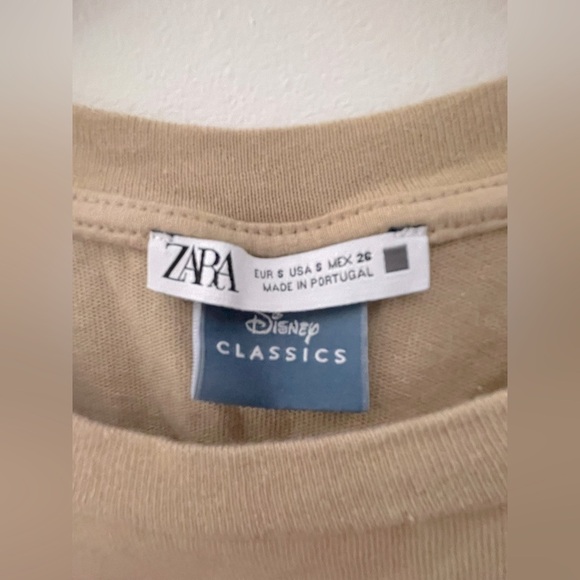 ZARA
EUR S USA S MEX 26
MADE IN PORTUGAL
Disney
CLASSICS